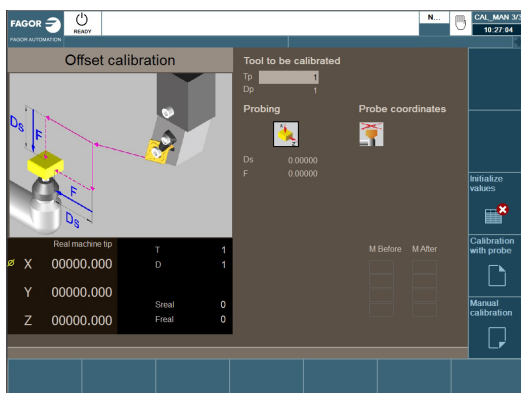 FAGOR
READY
N...
CAL_MAN 3/3
10:27:04
FAGOR AUTOMATION
Offset calibration
Ds
F
F
Ds
Tool to be calibrated
Tp 1
Dp 1
Probing
Probe coordinates
Ds 0.00000
F 0.00000
Initialize values
Calibration with probe
Manual calibration
Real machine tip
Ø X 00000.000
Y 00000.000
Z 00000.000
T 1
D 1
Sreal 0
Freal 0
M Before M After